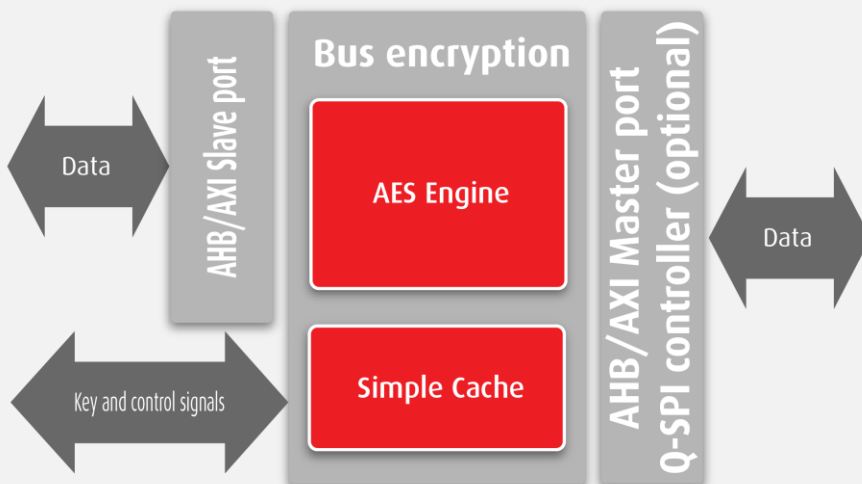 Bus encryption
AHB/AXI Slave port
AHB/AXI Master port
Q-SPI controller (optional)
Data
AES Engine
Data
Key and control signals
Simple Cache